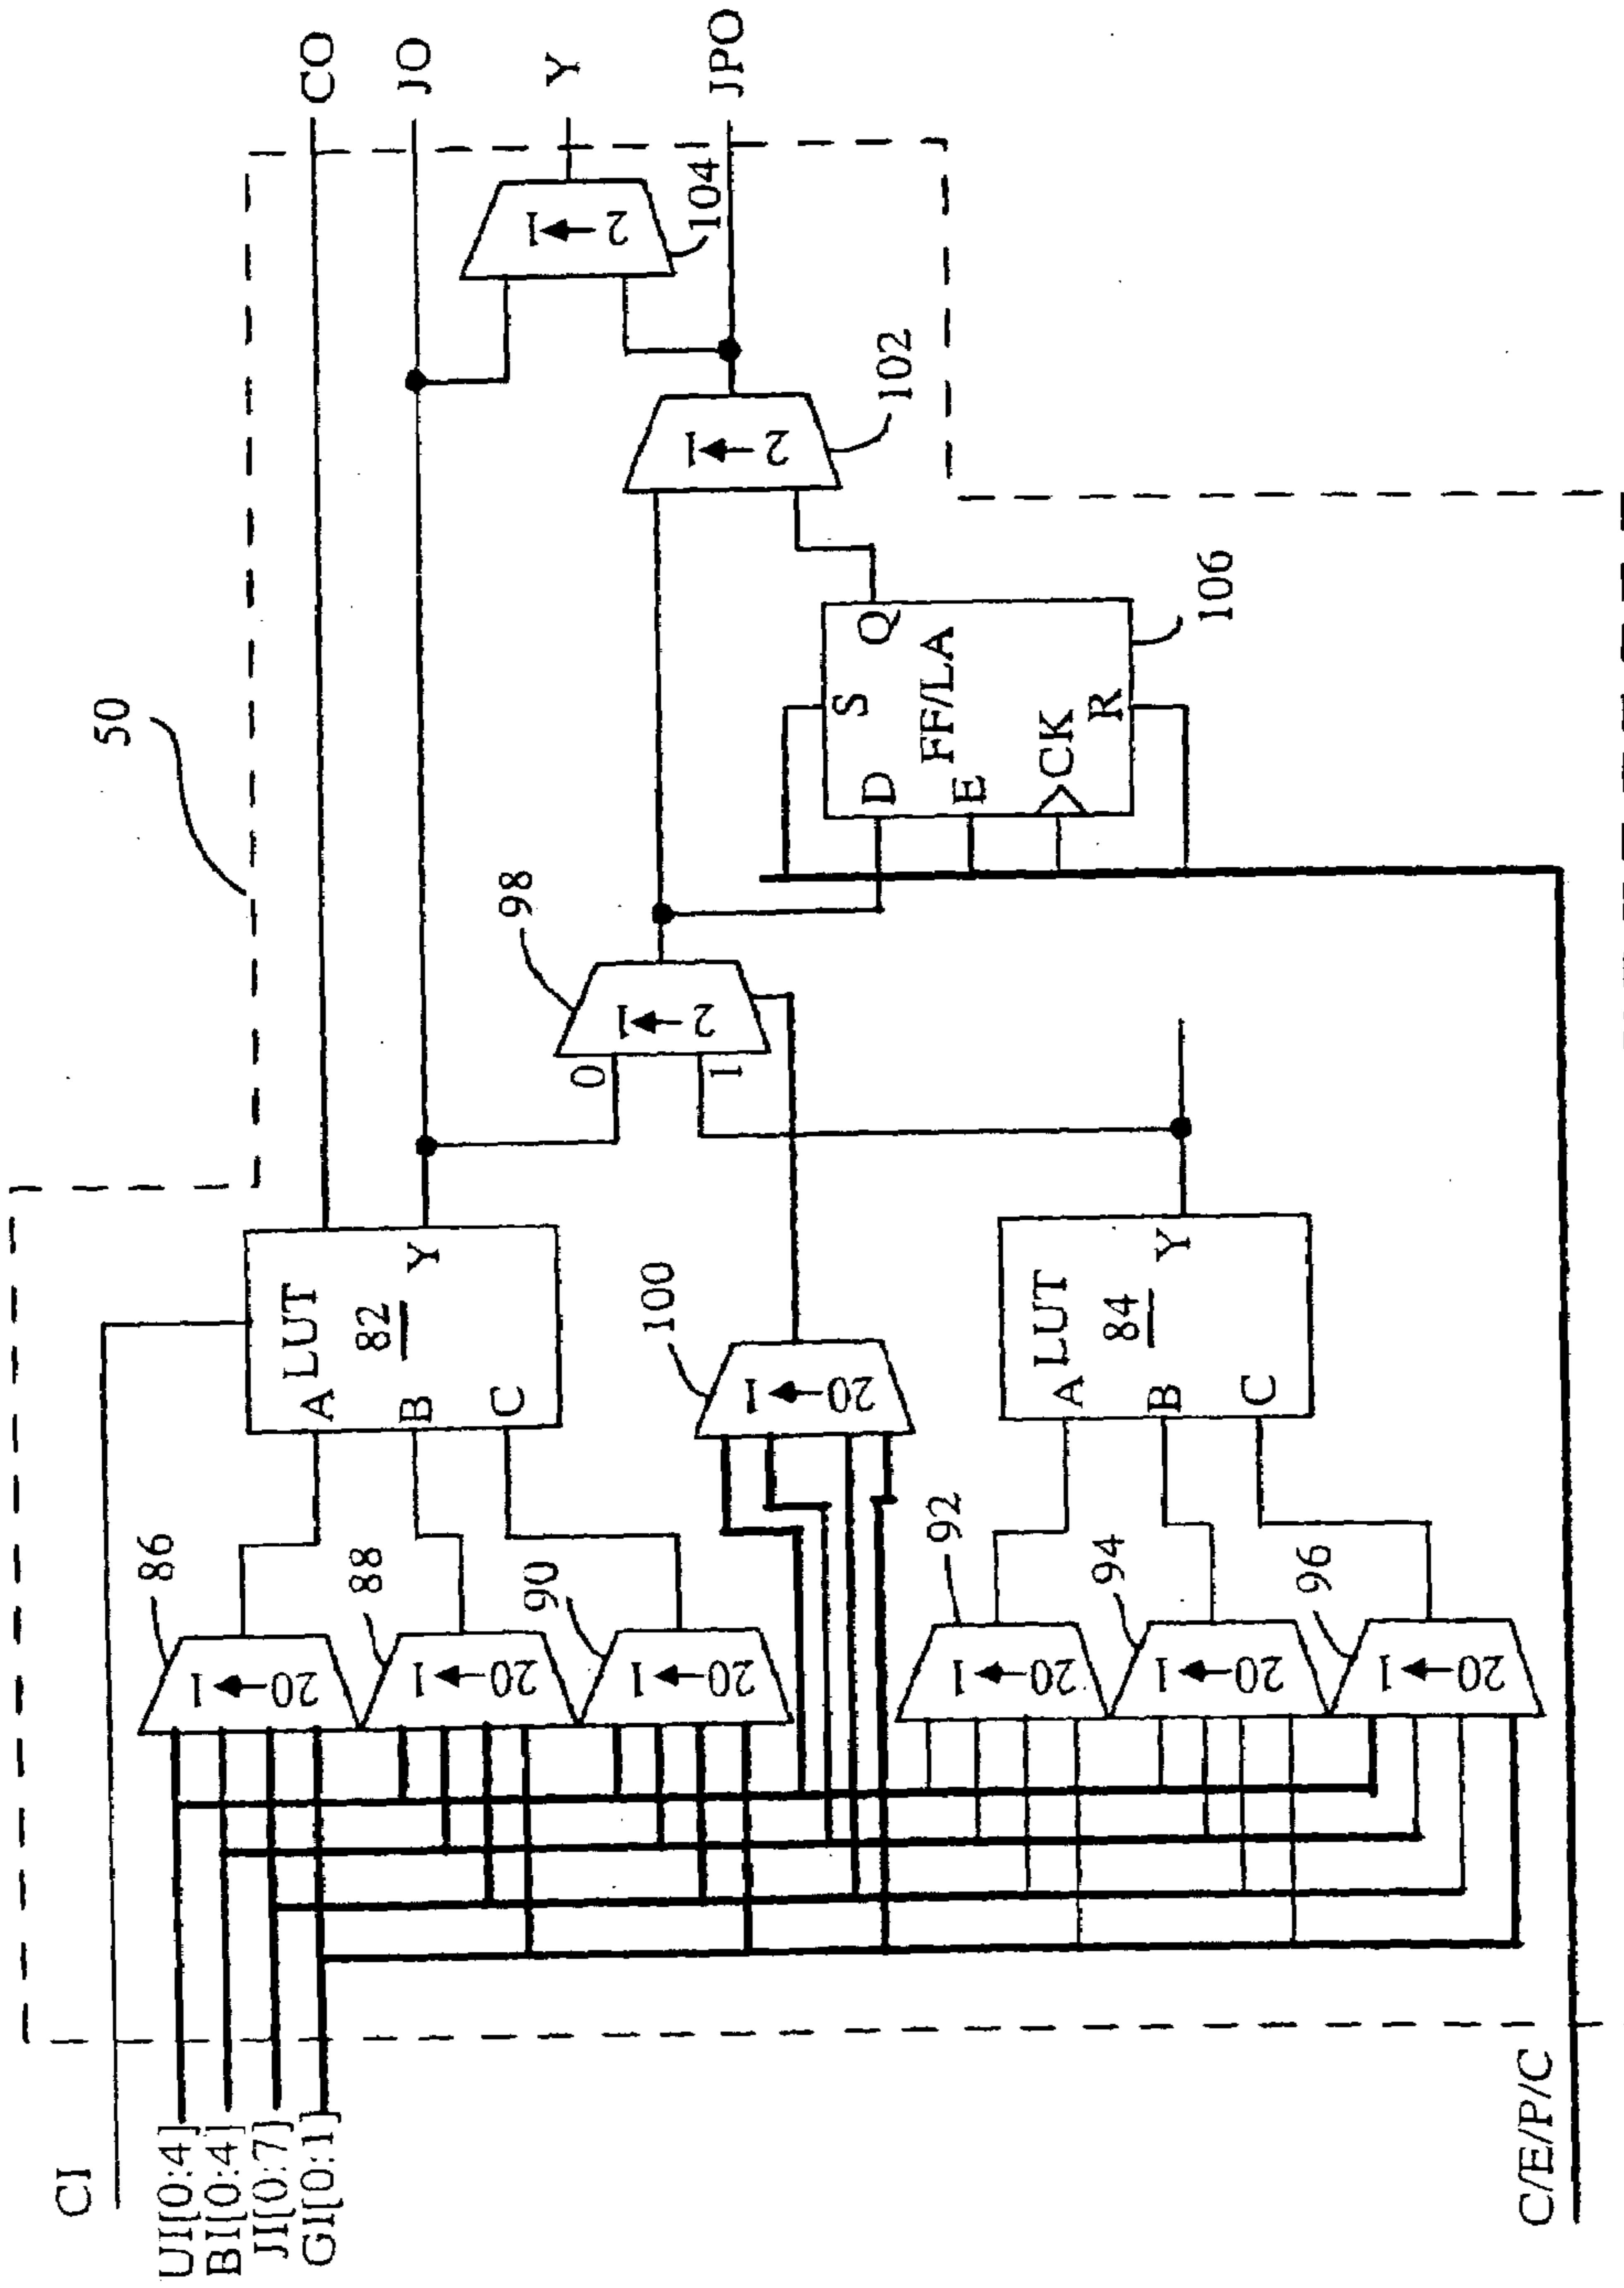 50
CI
UI[0:4]
BI[0:4]
JI[0:7]
GI[0:1]
C/E/P/C
86
20→1
88
20→1
90
20→1
92
20→1
94
20→1
96
20→1
A
B
C
LUT
82
Y
100
20→1
A
B
C
LUT
84
Y
98
0
1
2→1
D
E
CK
S
FF/LA
R
Q
106
2→1
102
2→1
104
CO
JO
Y
JPO